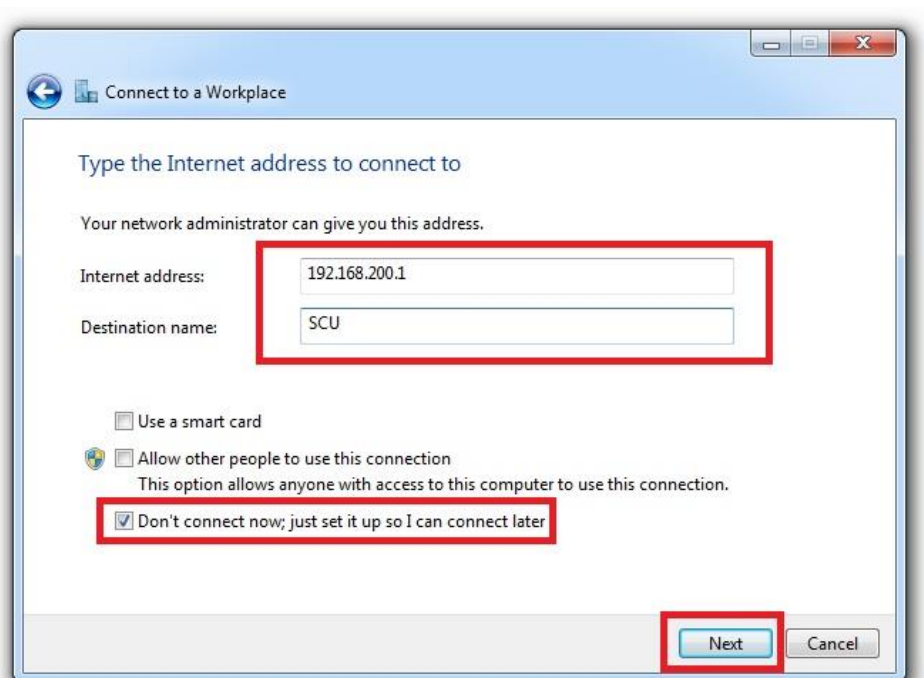 Connect to a Workplace
Type the Internet address to connect to
Your network administrator can give you this address.
Internet address: 192.168.200.1
Destination name: SCU
Use a smart card
Allow other people to use this connection
This option allows anyone with access to this computer to use this connection.
Don't connect now; just set it up so I can connect later
Next Cancel